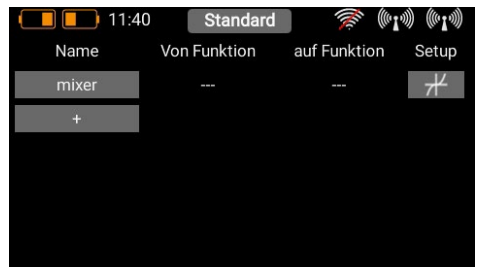 11:40 Standard
Name Von Funktion auf Funktion Setup
mixer --- ---
+